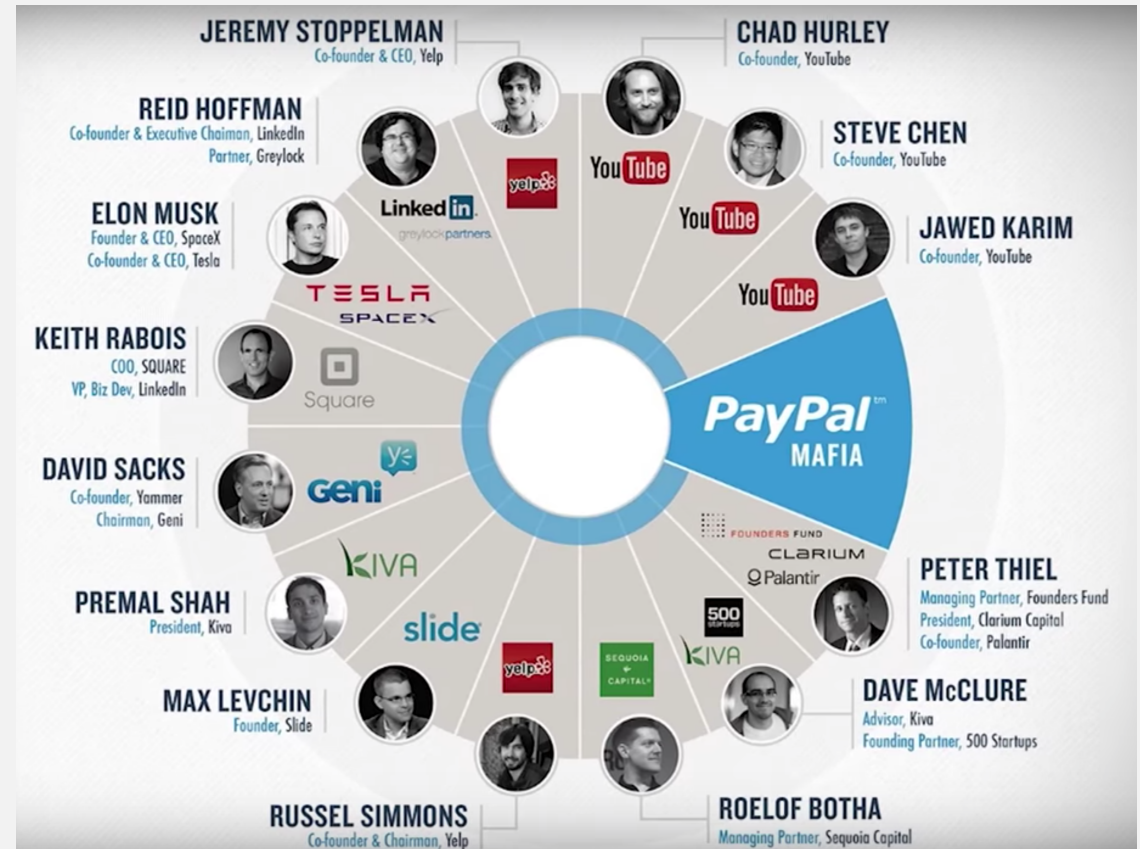 JEREMY STOPPELMAN
Co-founder & CEO, Yelp
CHAD HURLEY
Co-founder, YouTube
REID HOFFMAN
Co-founder & Executive Chaiman, LinkedIn
Partner, Greylock
STEVE CHEN
Co-founder, YouTube
ELON MUSK
Founder & CEO, SpaceX
Co-founder & CEO, Tesla
JAWED KARIM
Co-founder, YouTube
KEITH RABOIS
COO, SQUARE
VP, Biz Dev, LinkedIn
DAVID SACKS
Co-founder, Yammer
Chairman, Geni
PREMAL SHAH
President, Kiva
MAX LEVCHIN
Founder, Slide
RUSSEL SIMMONS
Co-founder & Chairman, Yelp
ROELOF BOTHA
Managing Partner, Sequoia Capital
DAVE McCLURE
Advisor, Kiva
Founding Partner, 500 Startups
PETER THIEL
Managing Partner, Founders Fund
President, Clarium Capital
Co-founder, Palantir
yelp
YouTube
YouTube
YouTube
Linked in
greylockpartners.
TESLA
SPACEX
Square
Geni
y
KIVA
slide
yelp
SEQUOIA
CAPITAL
500
startups
KIVA
FOUNDERS FUND
CLARIUM
Palantir
PayPal™
MAFIA